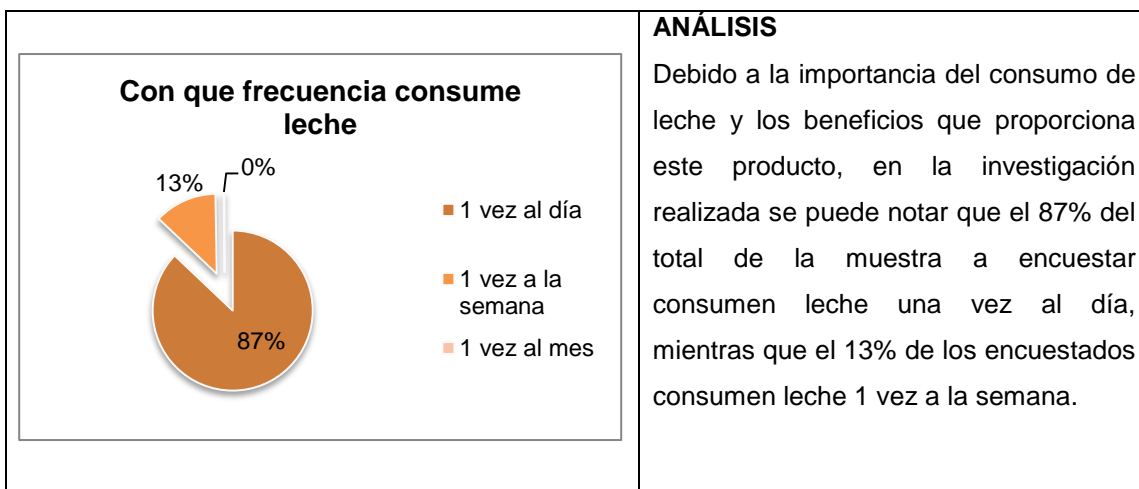 Con que frecuencia consume
leche
0%
13%
87%
1 vez al día
1 vez a la
semana
1 vez al mes
ANÁLISIS
Debido a la importancia del consumo de
leche y los beneficios que proporciona
este producto, en la investigación
realizada se puede notar que el 87% del
total de la muestra a encuestar
consumen leche una vez al día,
mientras que el 13% de los encuestados
consumen leche 1 vez a la semana.